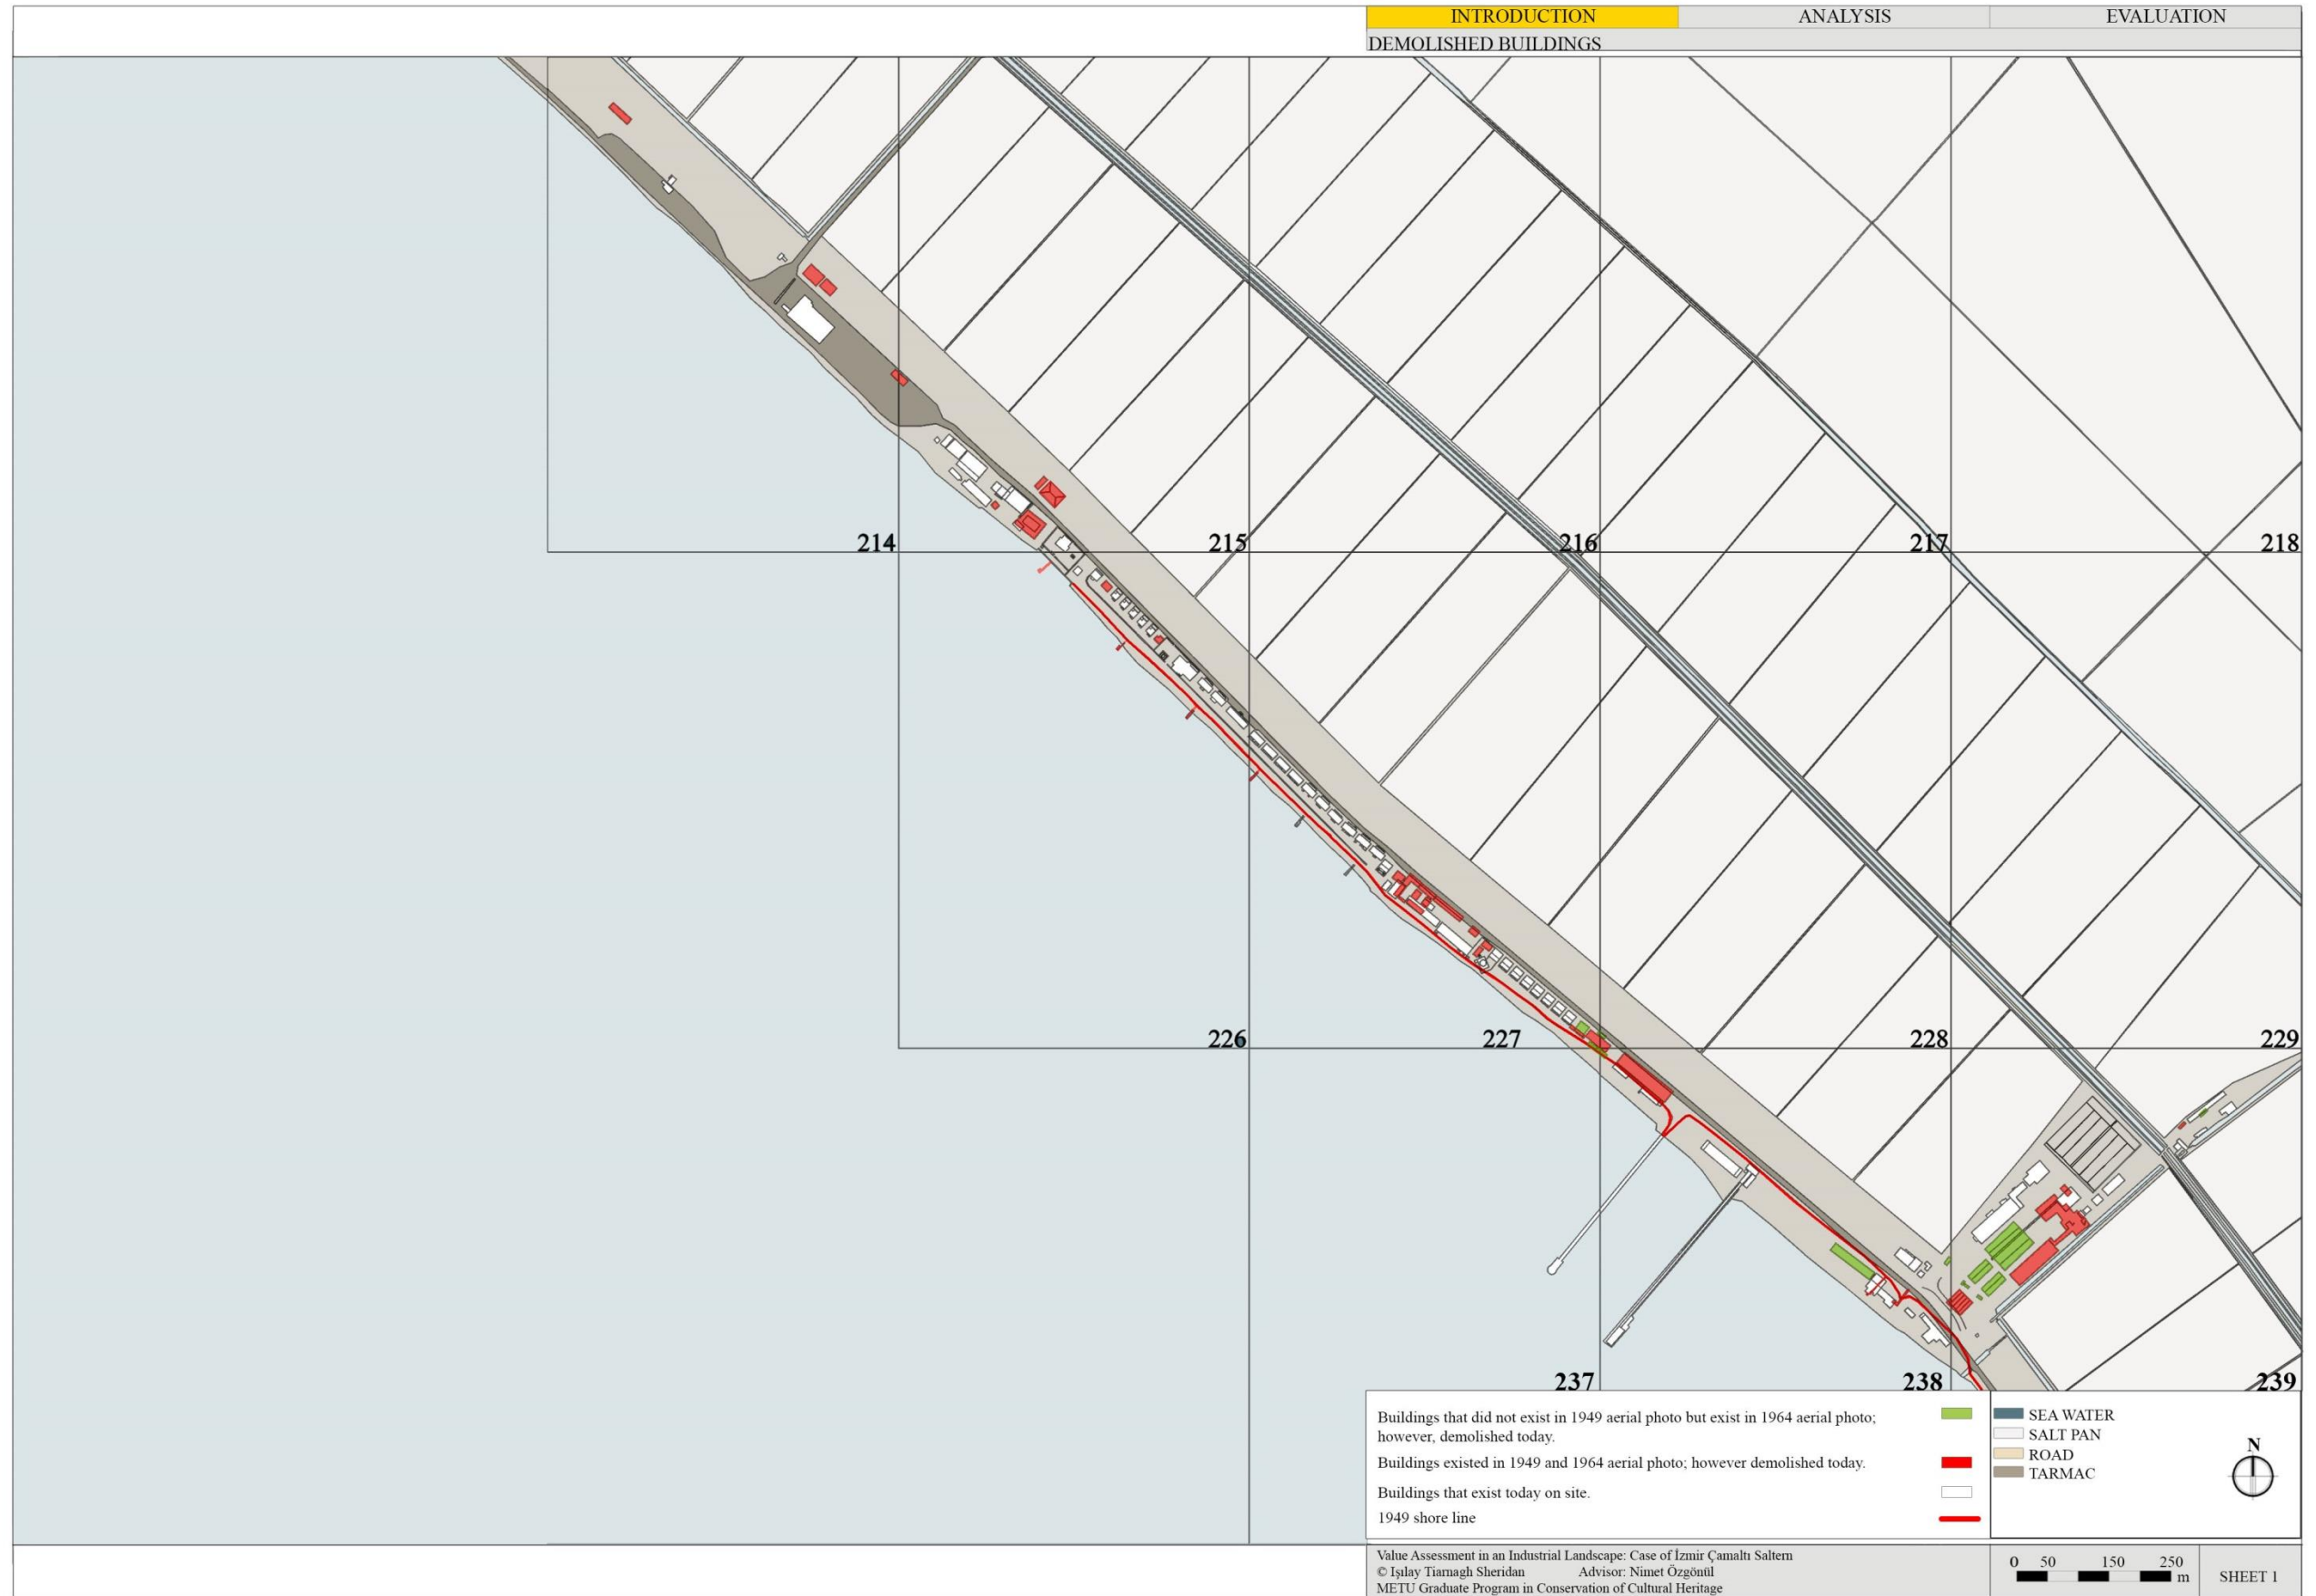 INTRODUCTION ANALYSIS EVALUATION
DEMOLISHED BUILDINGS
214 215 216 217 218
226 227 228 229
237 238 239
Buildings that did not exist in 1949 aerial photo but exist in 1964 aerial photo;
however, demolished today.
Buildings existed in 1949 and 1964 aerial photo; however demolished today.
Buildings that exist today on site.
1949 shore line
SEA WATER
SALT PAN
ROAD
TARMAC
N
Value Assessment in an Industrial Landscape: Case of İzmir Çamaltı Saltern
© Işılay Tiarnagh Sheridan Advisor: Nimet Özgönül
METU Graduate Program in Conservation of Cultural Heritage
0 50 150 250
m
SHEET 1